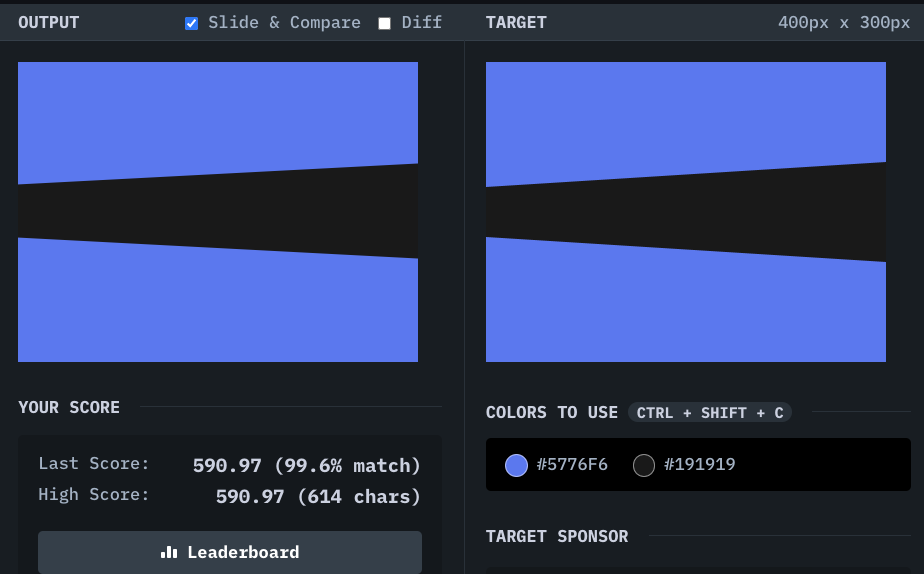 OUTPUT
Slide & Compare
Diff
TARGET
400px x 300px
YOUR SCORE
Last Score:
590.97 (99.6% match)
High Score:
590.97 (614 chars)
Leaderboard
COLORS TO USE
CTRL + SHIFT + C
#5776F6
#191919
TARGET SPONSOR